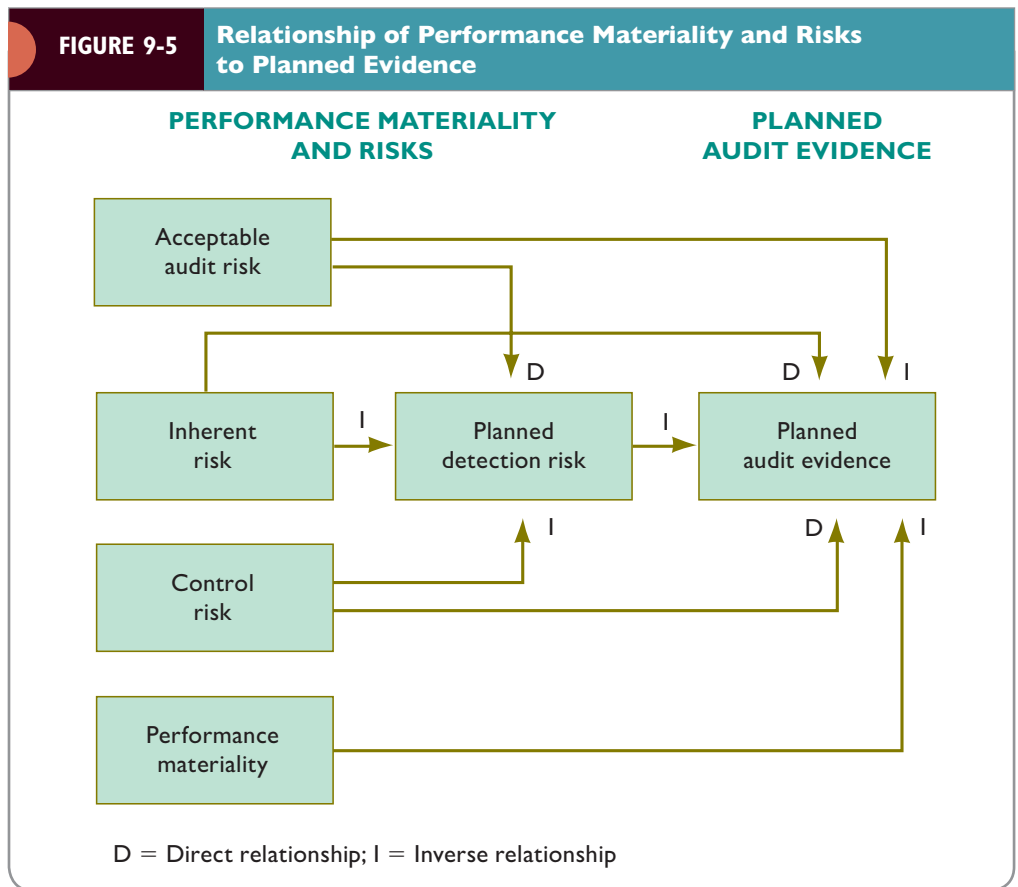 FIGURE 9-5
Relationship of Performance Materiality and Risks
to Planned Evidence
PERFORMANCE MATERIALITY
AND RISKS
PLANNED
AUDIT EVIDENCE
Acceptable
audit risk
D
D
I
Inherent
risk
I
Planned
detection risk
I
Planned
audit evidence
I
D
I
Control
risk
Performance
materiality
D = Direct relationship; I = Inverse relationship